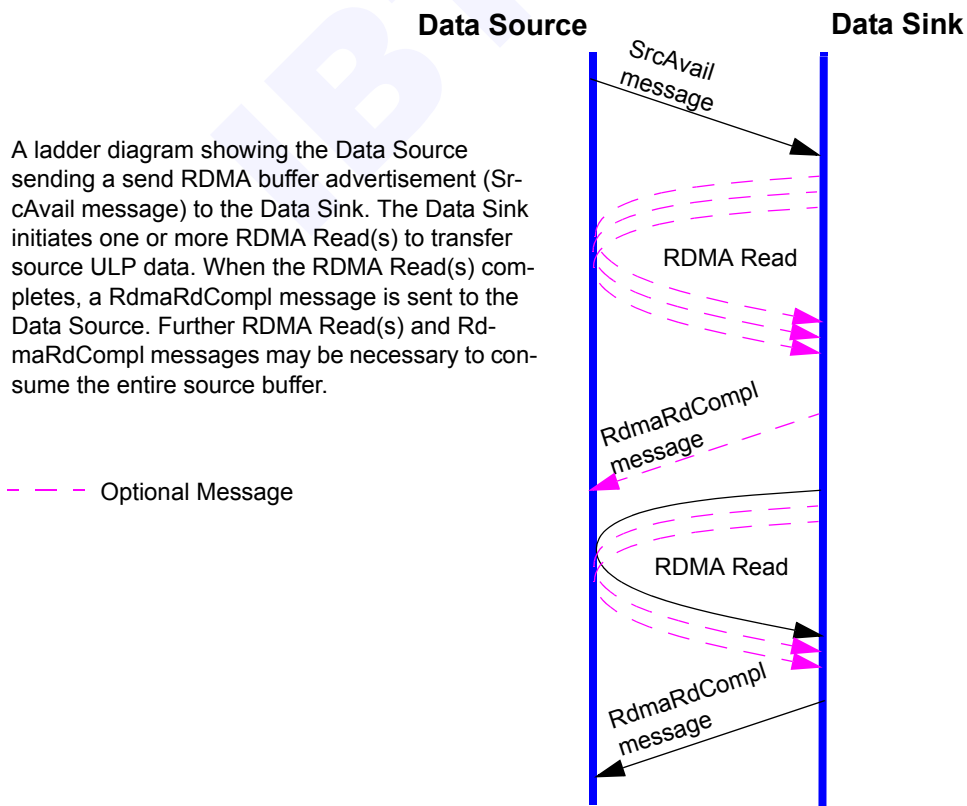 Data Source
Data Sink
SrcAvail
message
A ladder diagram showing the Data Source
sending a send RDMA buffer advertisement (Sr-
cAvail message) to the Data Sink. The Data Sink
initiates one or more RDMA Read(s) to transfer
source ULP data. When the RDMA Read(s) com-
pletes, a RdmaRdCompl message is sent to the
Data Source. Further RDMA Read(s) and Rd-
maRdCompl messages may be necessary to con-
sume the entire source buffer.
RDMA Read
RdmaRdCompl
message
Optional Message
RDMA Read
RdmaRdCompl
message